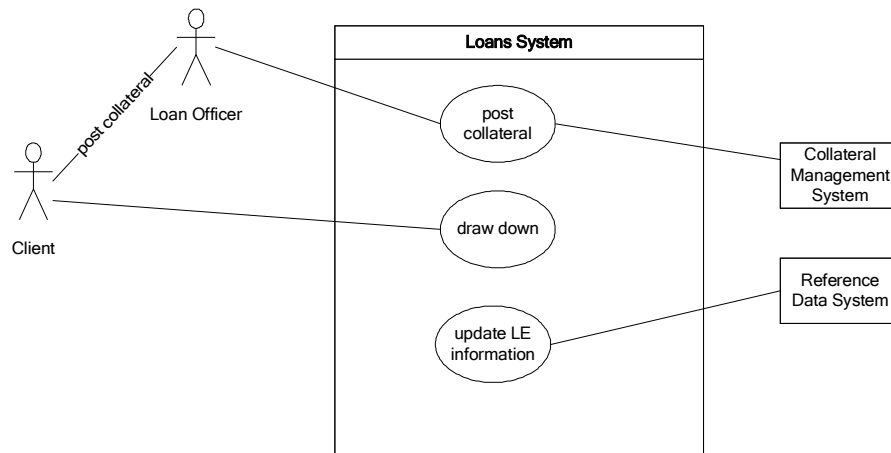 Loans System
post collateral
Loan Officer
Client
post
collateral
draw down
update LE
information
Collateral
Management
System
Reference
Data System